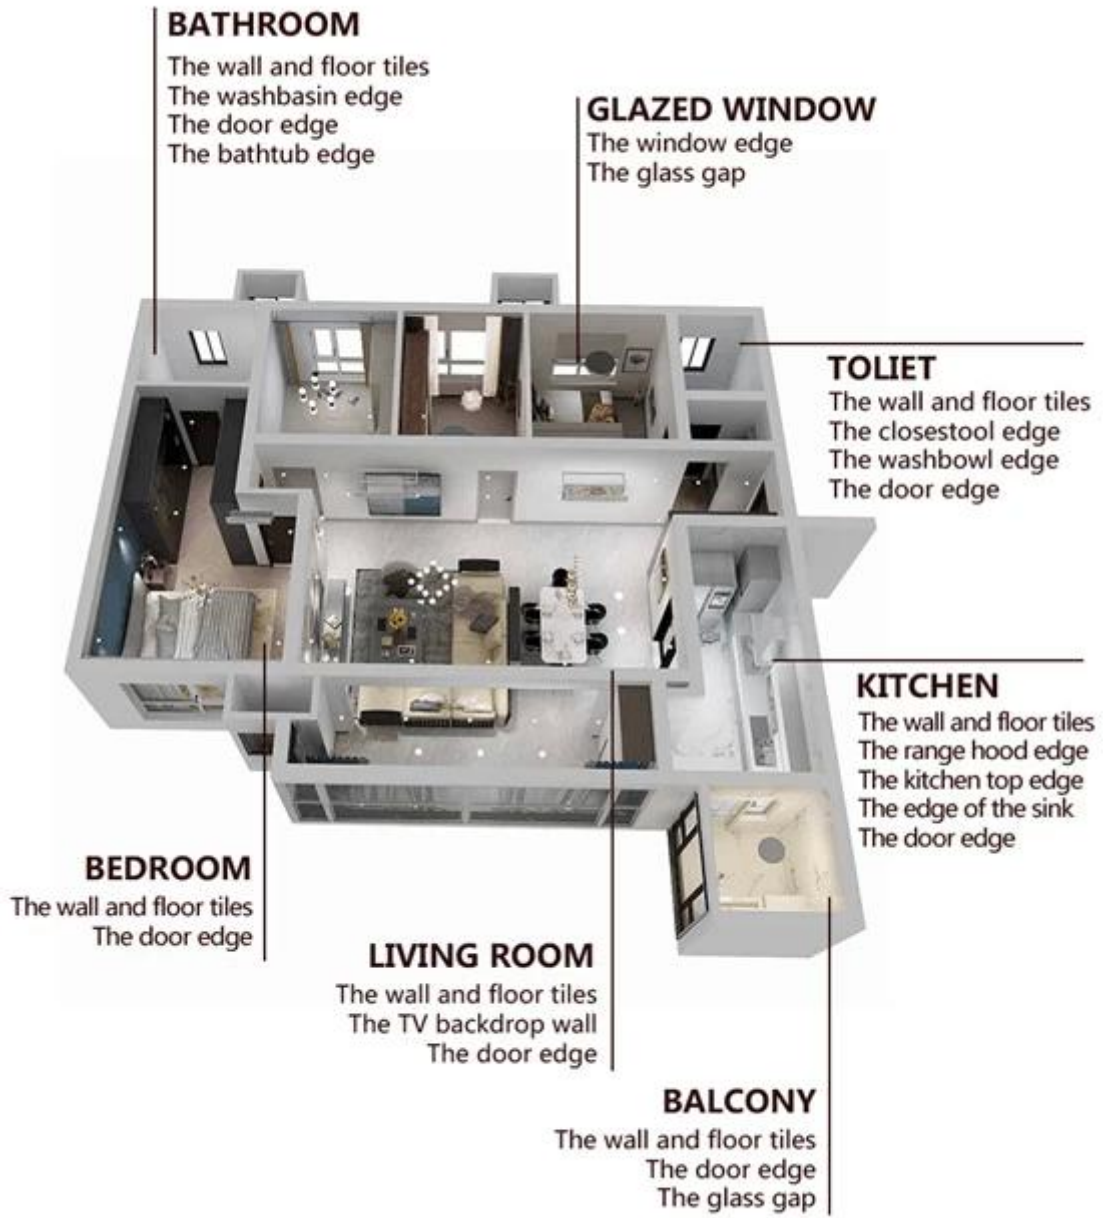 BATHROOM
The wall and floor tiles
The washbasin edge
The door edge
The bathtub edge
GLAZED WINDOW
The window edge
The glass gap
TOLIET
The wall and floor tiles
The closestool edge
The washbowl edge
The door edge
KITCHEN
The wall and floor tiles
The range hood edge
The kitchen top edge
The edge of the sink
The door edge
BEDROOM
The wall and floor tiles
The door edge
LIVING ROOM
The wall and floor tiles
The TV backdrop wall
The door edge
BALCONY
The wall and floor tiles
The door edge
The glass gap